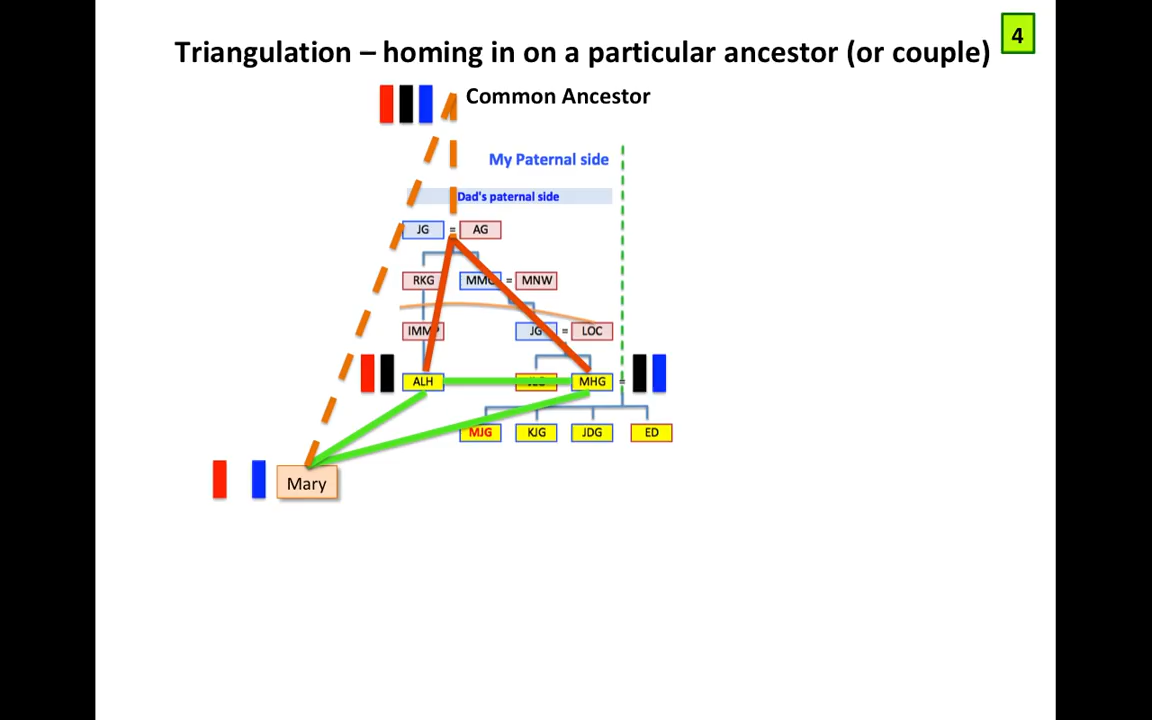 Triangulation – homing in on a particular ancestor (or couple)
4
Common Ancestor
My Paternal side
Dad's paternal side
JG = AG
RKG = MNW
JG = LOC
ALH MHG =
MJG KJG JDG ED
Mary